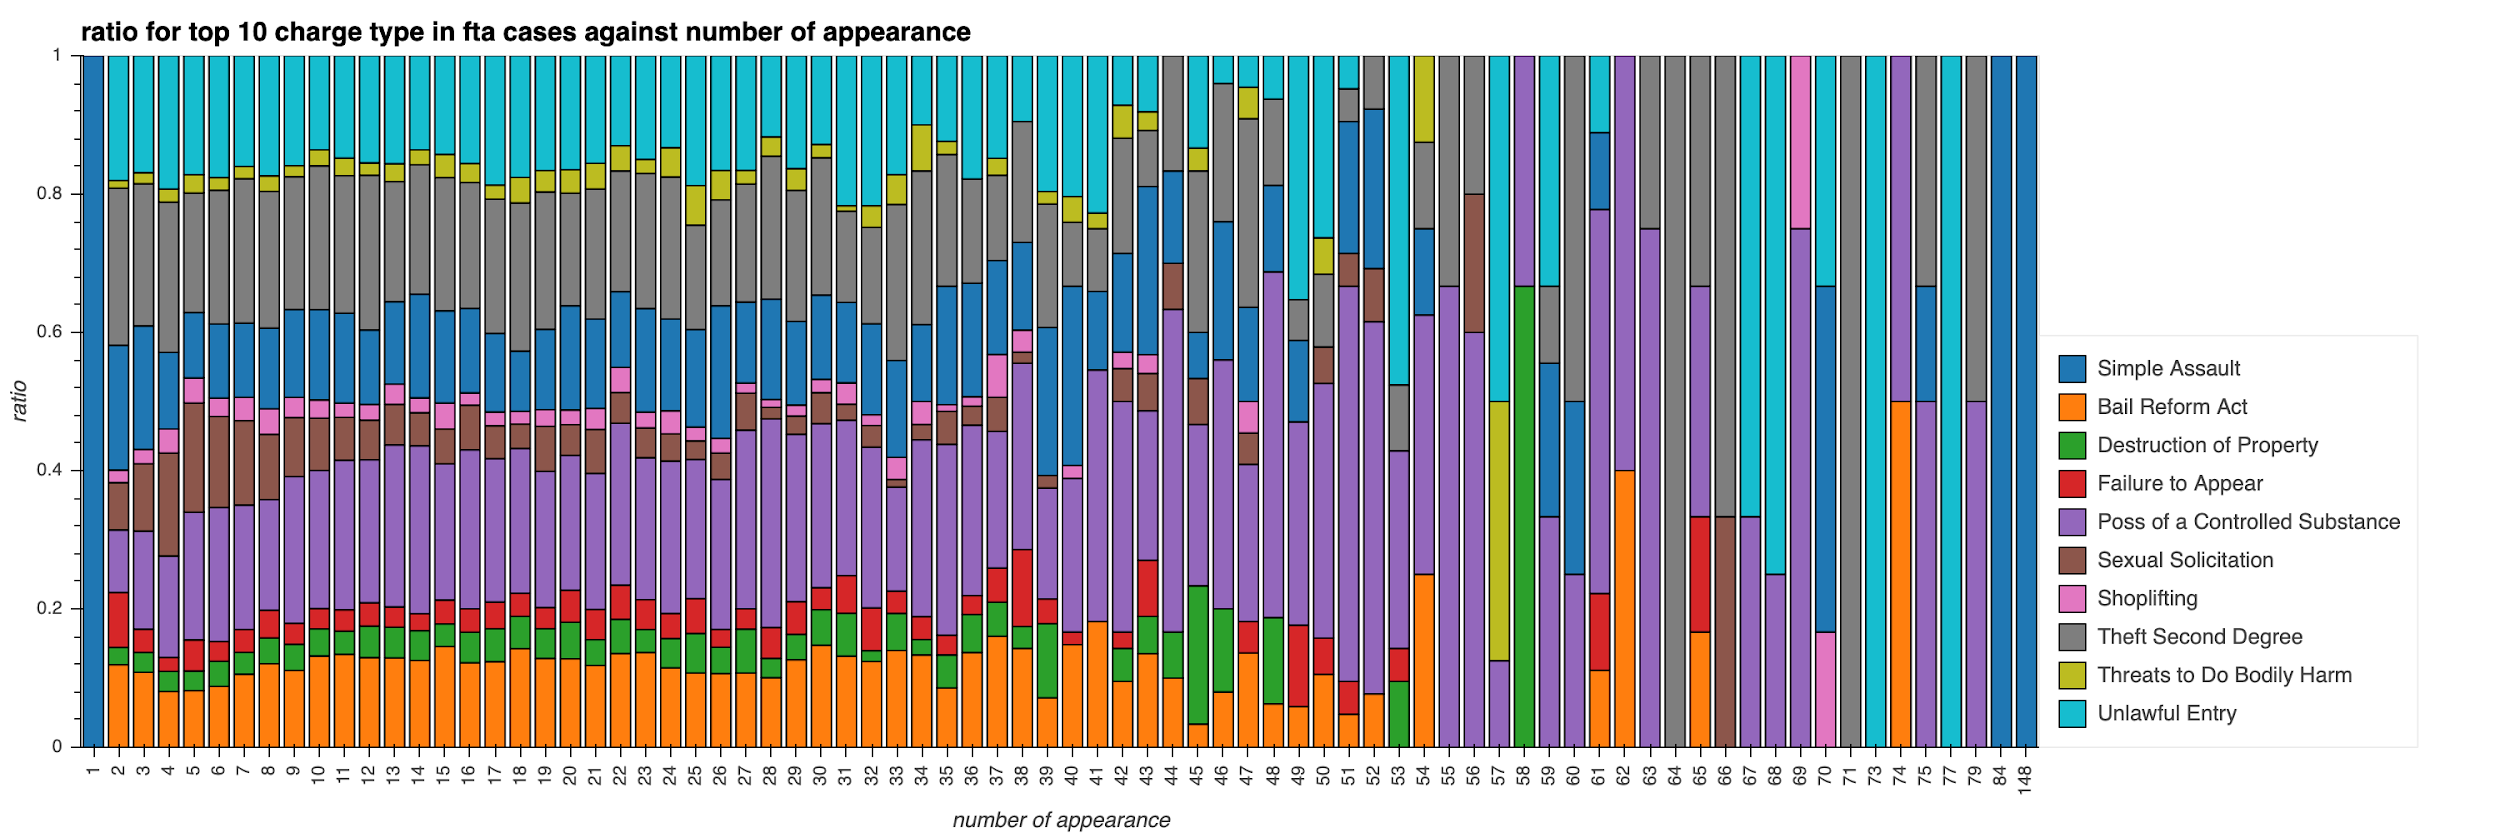 ratio for top 10 charge type in fta cases against number of appearance
1
0.8
0.6
0.4
0.2
0
ratio
1 2 3 4 5 6 7 8 9 10 11 12 13 14 15 16 17 18 19 20 21 22 23 24 25 26 27 28 29 30 31 32 33 34 35 36 37 38 39 40 41 42 43 44 45 46 47 48 49 50 51 52 53 54 55 56 57 58 59 60 61 62 63 64 65 66 67 68 69 70 71 73 74 75 77 79 84 148
number of appearance
Simple Assault
Bail Reform Act
Destruction of Property
Failure to Appear
Poss of a Controlled Substance
Sexual Solicitation
Shoplifting
Theft Second Degree
Threats to Do Bodily Harm
Unlawful Entry